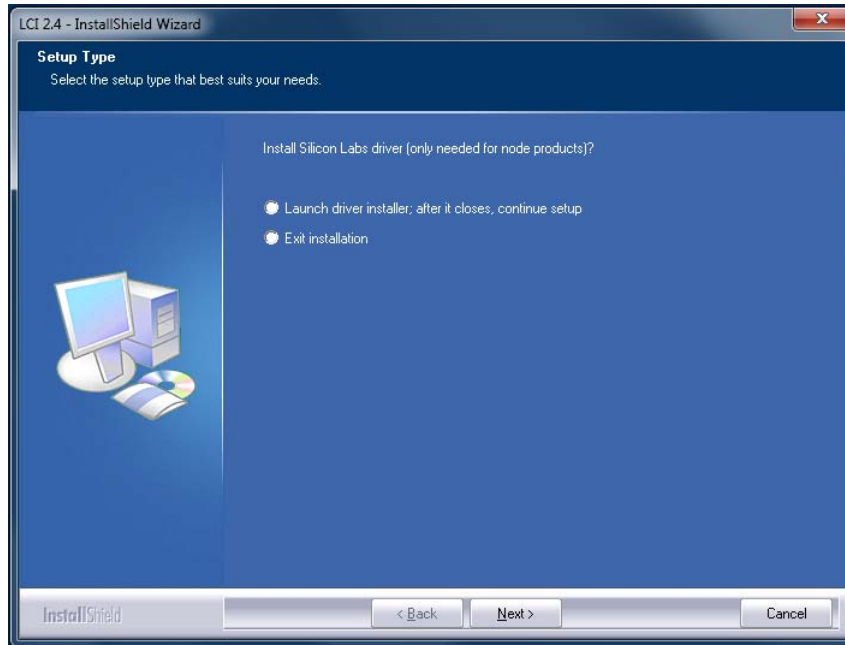 LCI 2.4 - InstallShield Wizard
Setup Type
Select the setup type that best suits your needs.
Install Silicon Labs driver (only needed for node products)?
Launch driver installer; after it closes, continue setup
Exit installation
InstallShield
< Back
Next >
Cancel